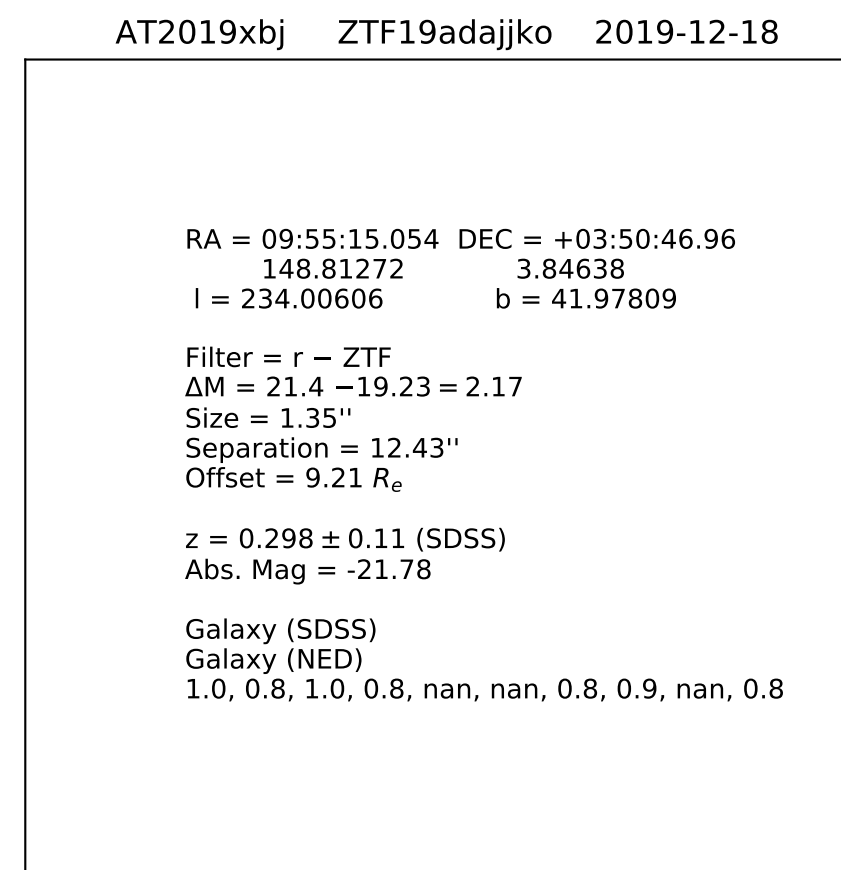 AT2019xbj ZTF19adajjko 2019-12-18
RA = 09:55:15.054 DEC = +03:50:46.96
148.81272 3.84638
l = 234.00606 b = 41.97809
Filter = r − ZTF
ΔM = 21.4 −19.23 = 2.17
Size = 1.35''
Separation = 12.43''
Offset = 9.21 Rₑ
z = 0.298 ± 0.11 (SDSS)
Abs. Mag = -21.78
Galaxy (SDSS)
Galaxy (NED)
1.0, 0.8, 1.0, 0.8, nan, nan, 0.8, 0.9, nan, 0.8